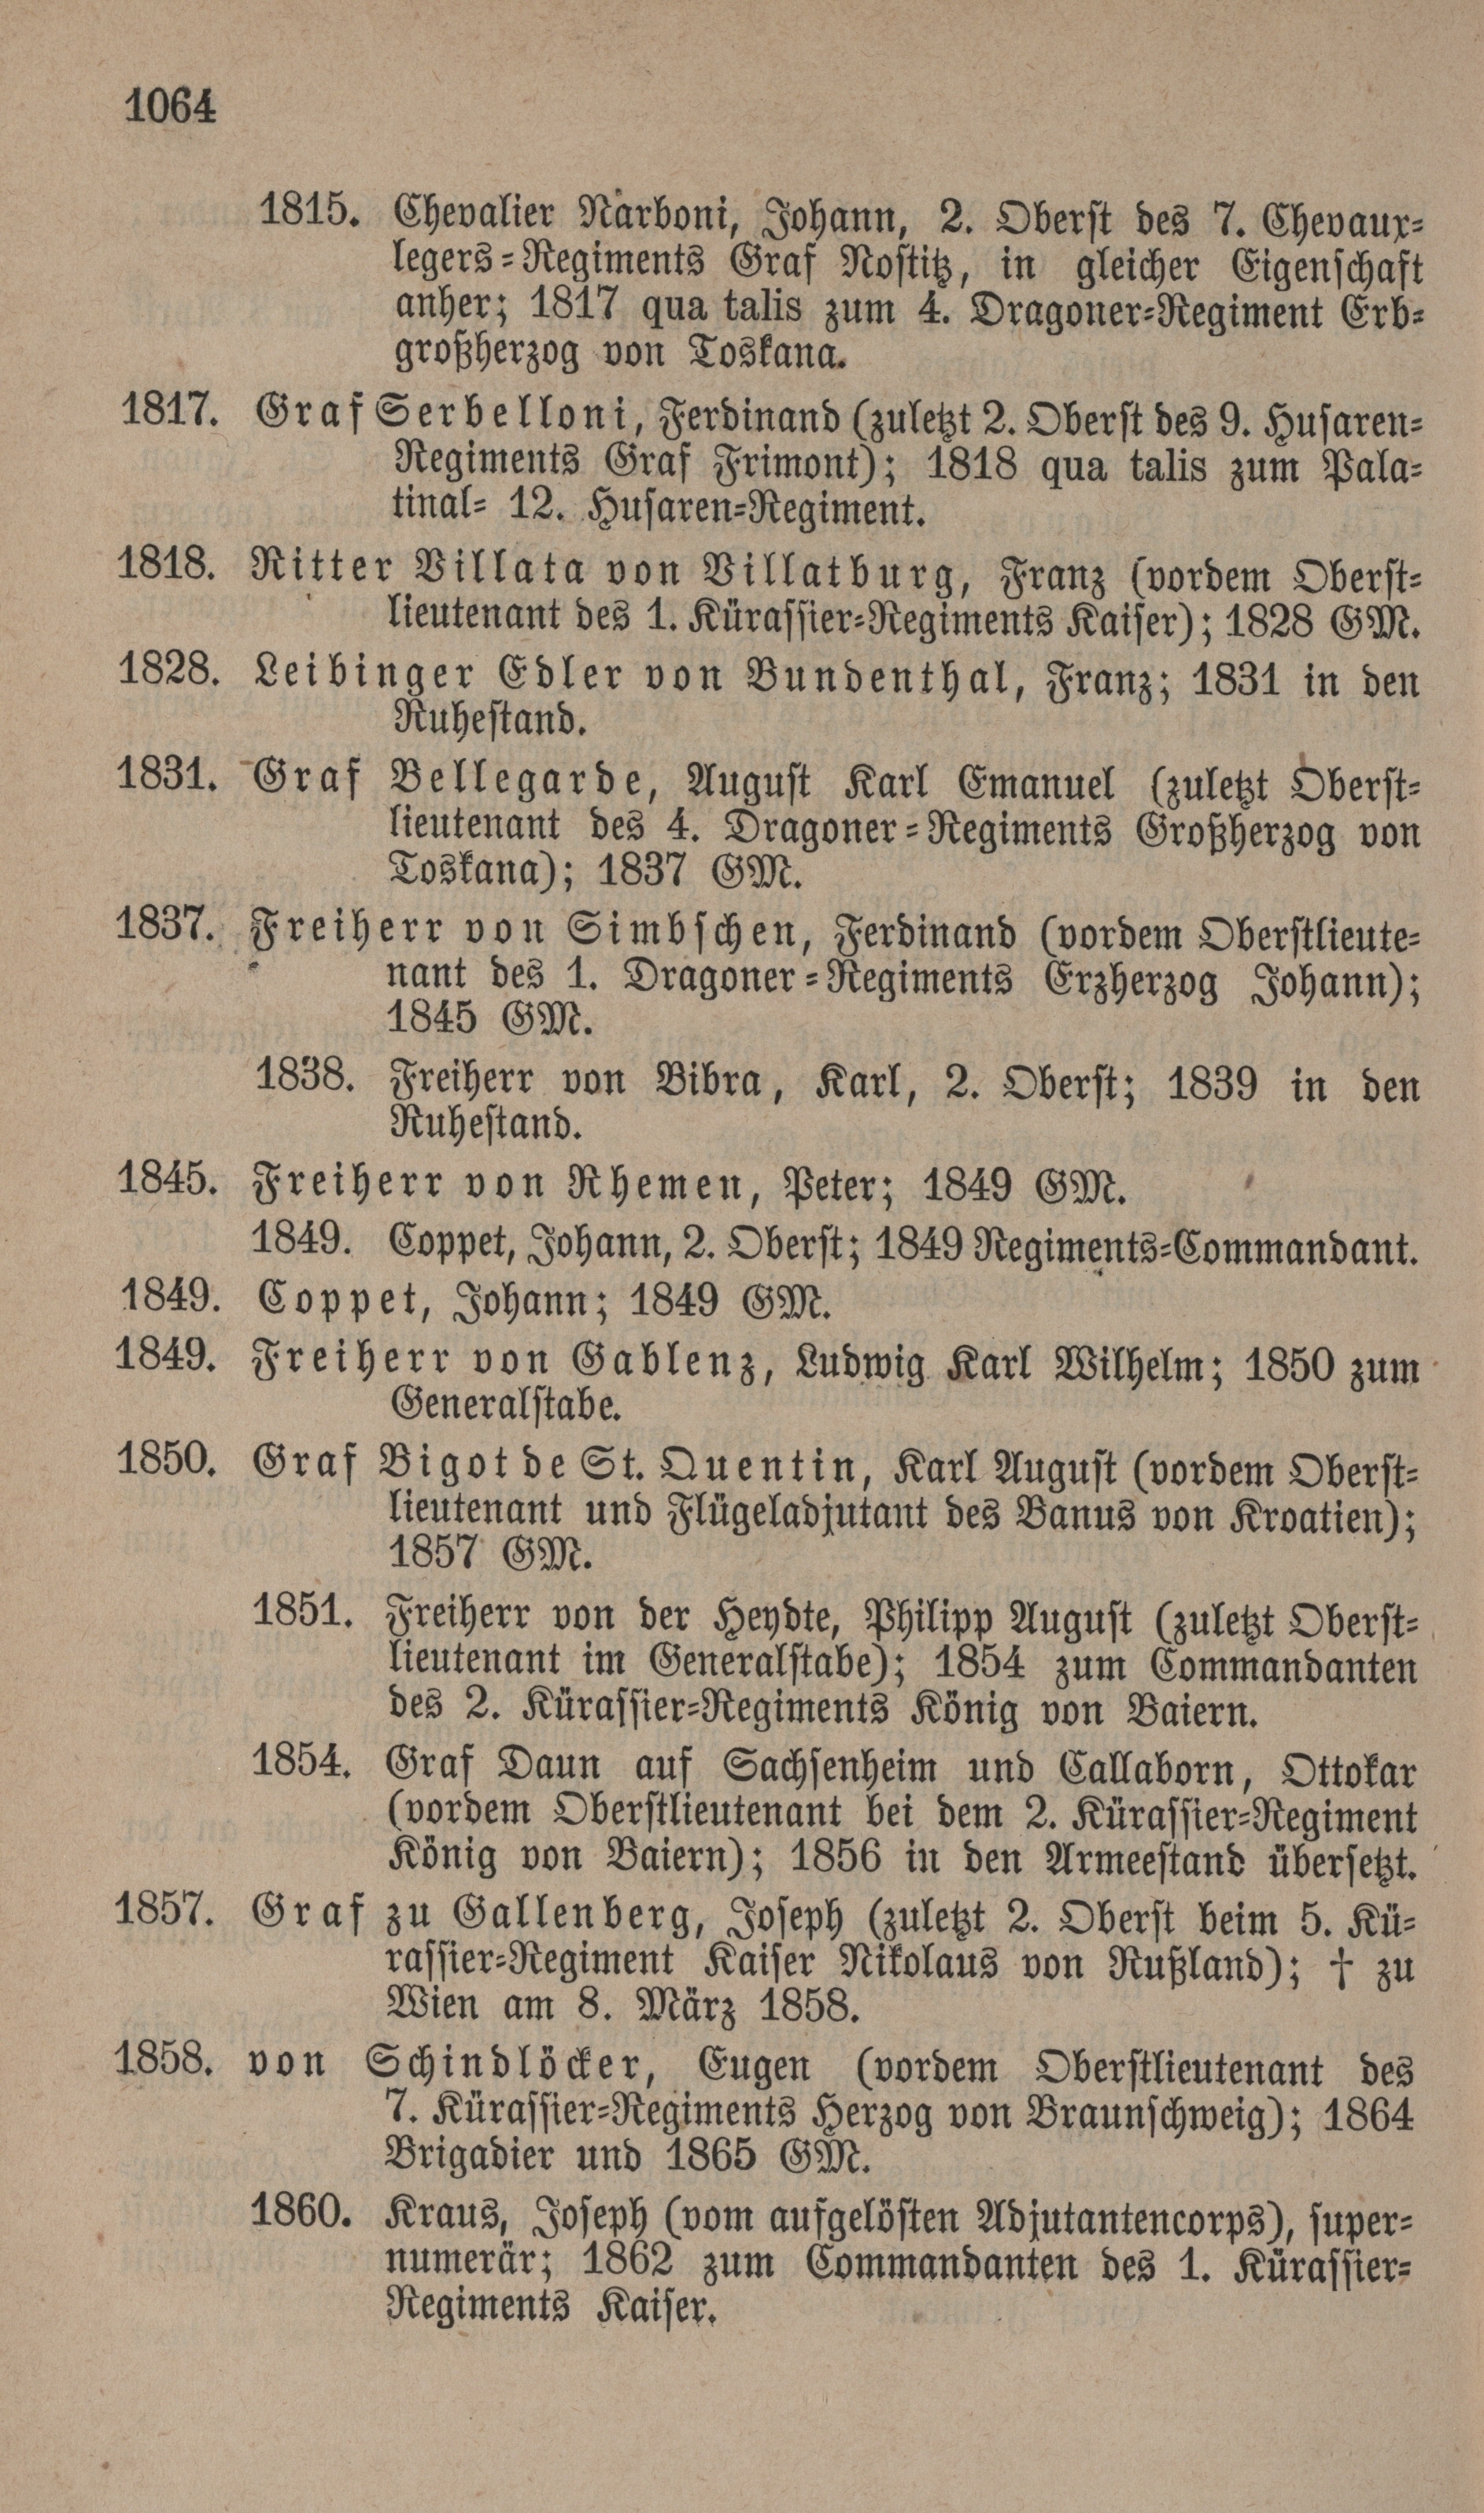 1064
1815. Chevalier Narboni, Johann, 2. Oberst des 7. Chevaux-
legers-Regiments Graf Nostitz, in gleicher Eigenschaft
anher; 1817 qua talis zum 4. Dragoner-Regiment Erb-
großherzog von Toskana.
1817. Graf Serbelloni, Ferdinand (zuletzt 2. Oberst des 9. Husaren-
Regiments Graf Frimont); 1818 qua talis zum Pala-
tinal- 12. Husaren-Regiment.
1818. Ritter Villata von Villatburg, Franz (vordem Oberst-
lieutenant des 1. Kürassier-Regiments Kaiser); 1828 GM.
1828. Leibinger Edler von Bundenthal, Franz; 1831 in den
Ruhestand.
1831. Graf Bellegarde, August Karl Emanuel (zuletzt Oberst-
lieutenant des 4. Dragoner-Regiments Großherzog von
Toskana); 1837 GM.
1837. Freiherr von Simbschen, Ferdinand (vordem Oberstlieute-
nant des 1. Dragoner-Regiments Erzherzog Johann);
1845 GM.
1838. Freiherr von Bibra, Karl, 2. Oberst; 1839 in den
Ruhestand.
1845. Freiherr von Rhemen, Peter; 1849 GM.
1849. Coppet, Johann, 2. Oberst; 1849 Regiments-Commandant.
1849. Coppet, Johann; 1849 GM.
1849. Freiherr von Gablenz, Ludwig Karl Wilhelm; 1850 zum
Generalstabe.
1850. Graf Bigot de St. Quentin, Karl August (vordem Oberst-
lieutenant und Flügeladjutant des Banus von Kroatien);
1857 GM.
1851. Freiherr von der Heydte, Philipp August (zuletzt Oberst-
lieutenant im Generalstabe); 1854 zum Commandanten
des 2. Kürassier-Regiments König von Baiern.
1854. Graf Daun auf Sachsenheim und Callaborn, Ottokar
(vordem Oberstlieutenant bei dem 2. Kürassier-Regiment
König von Baiern); 1856 in den Armeestand übersetzt.
1857. Graf zu Gallenberg, Joseph (zuletzt 2. Oberst beim 5. Kü-
rassier-Regiment Kaiser Nikolaus von Rußland); † zu
Wien am 8. März 1858.
1858. von Schindlöcker, Eugen (vordem Oberstlieutenant des
7. Kürassier-Regiments Herzog von Braunschweig); 1864
Brigadier und 1865 GM.
1860. Kraus, Joseph (vom aufgelösten Adjutantencorps), super-
numerär; 1862 zum Commandanten des 1. Kürassier-
Regiments Kaiser.